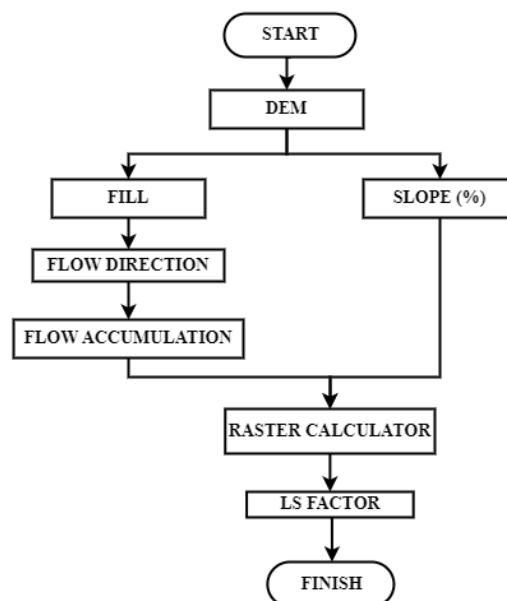 START
DEM
FILL
SLOPE (%)
FLOW DIRECTION
FLOW ACCUMULATION
RASTER CALCULATOR
LS FACTOR
FINISH